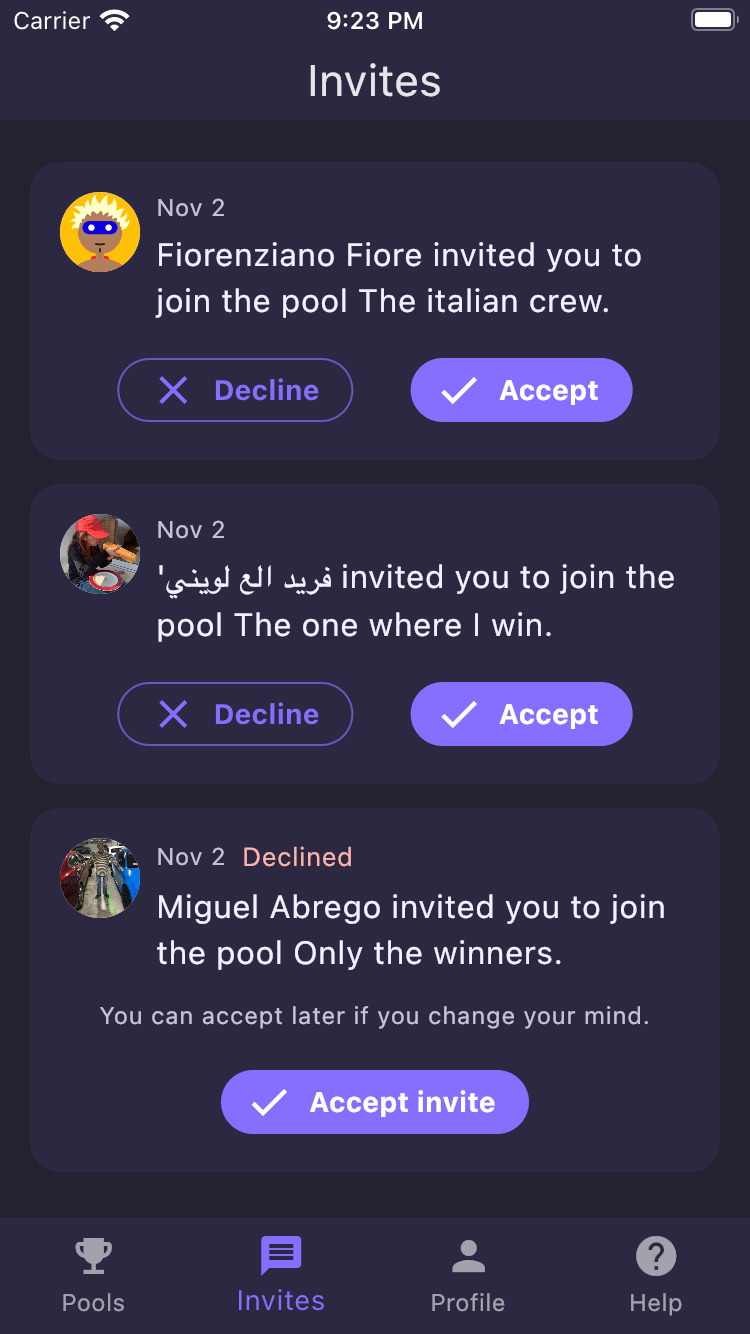 Carrier 9:23 PM
Invites
Nov 2
Fiorenziano Fiore invited you to
join the pool The italian crew.
Decline Accept
Nov 2
'فريد الع لويني invited you to join the
pool The one where I win.
Decline Accept
Nov 2 Declined
Miguel Abrego invited you to join
the pool Only the winners.
You can accept later if you change your mind.
Accept invite
Pools Invites Profile Help